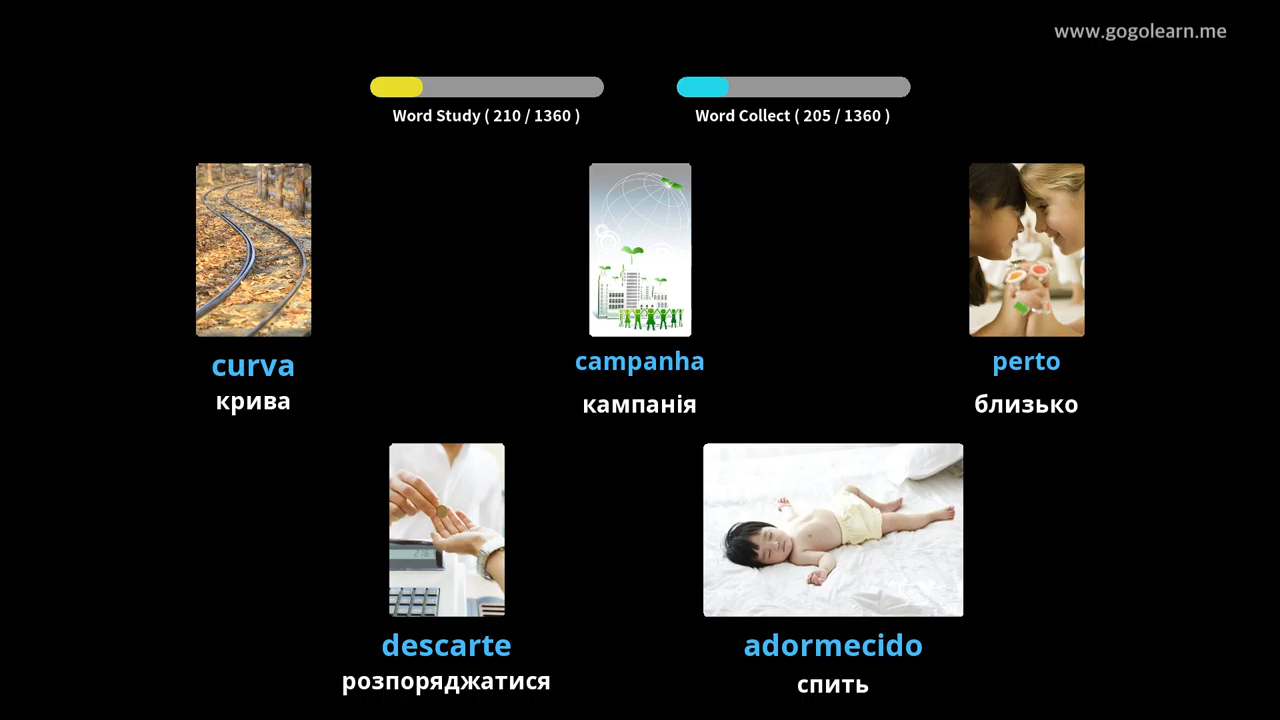 www.gogolearn.me
Word Study ( 210 / 1360 )
Word Collect ( 205 / 1360 )
curva
крива
campanha
кампанія
perto
близько
descarte
розпоряджатися
adormecido
спить